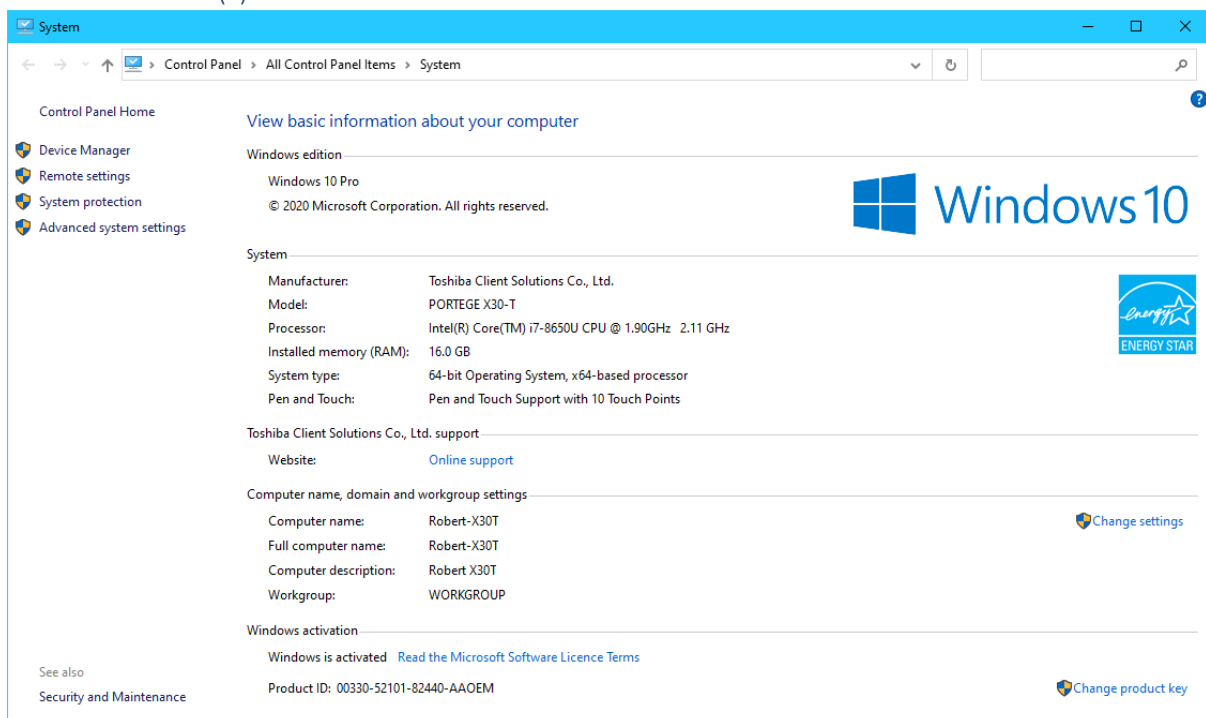 System
Control Panel > All Control Panel Items > System
Control Panel Home
Device Manager
Remote settings
System protection
Advanced system settings
View basic information about your computer
Windows edition
Windows 10 Pro
© 2020 Microsoft Corporation. All rights reserved.
Windows 10
System
Manufacturer: Toshiba Client Solutions Co., Ltd.
Model: PORTEGE X30-T
Processor: Intel(R) Core(TM) i7-8650U CPU @ 1.90GHz 2.11 GHz
Installed memory (RAM): 16.0 GB
System type: 64-bit Operating System, x64-based processor
Pen and Touch: Pen and Touch Support with 10 Touch Points
energy
ENERGY STAR
Toshiba Client Solutions Co., Ltd. support
Website: Online support
Computer name, domain and workgroup settings
Computer name: Robert-X30T
Change settings
Full computer name: Robert-X30T
Computer description: Robert X30T
Workgroup: WORKGROUP
Windows activation
Windows is activated Read the Microsoft Software Licence Terms
Product ID: 00330-52101-82440-AAOEM
Change product key
See also
Security and Maintenance